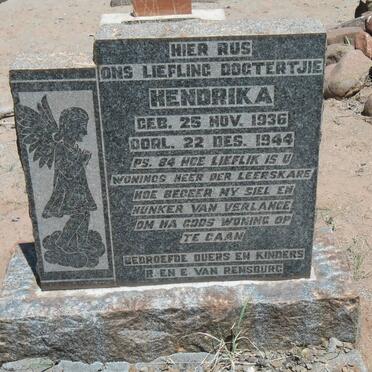 HIER RUS
ONS LIEFLING DOGTERTJIE
HENDRIKA
GEB. 25 NOV. 1936
OORL. 22 DES. 1944
PS. 84 HOE LIEFLIK IS U
WONINGS HEER DER LEERSKARE
HOE BEGEER MY SIEL EN
HUNKER VAN VERLANGE
OM NA GODS WONING OP
TE GAAN
BEDROEFDE OUERS EN KINDERS
R. EN E. VAN RENSBURG